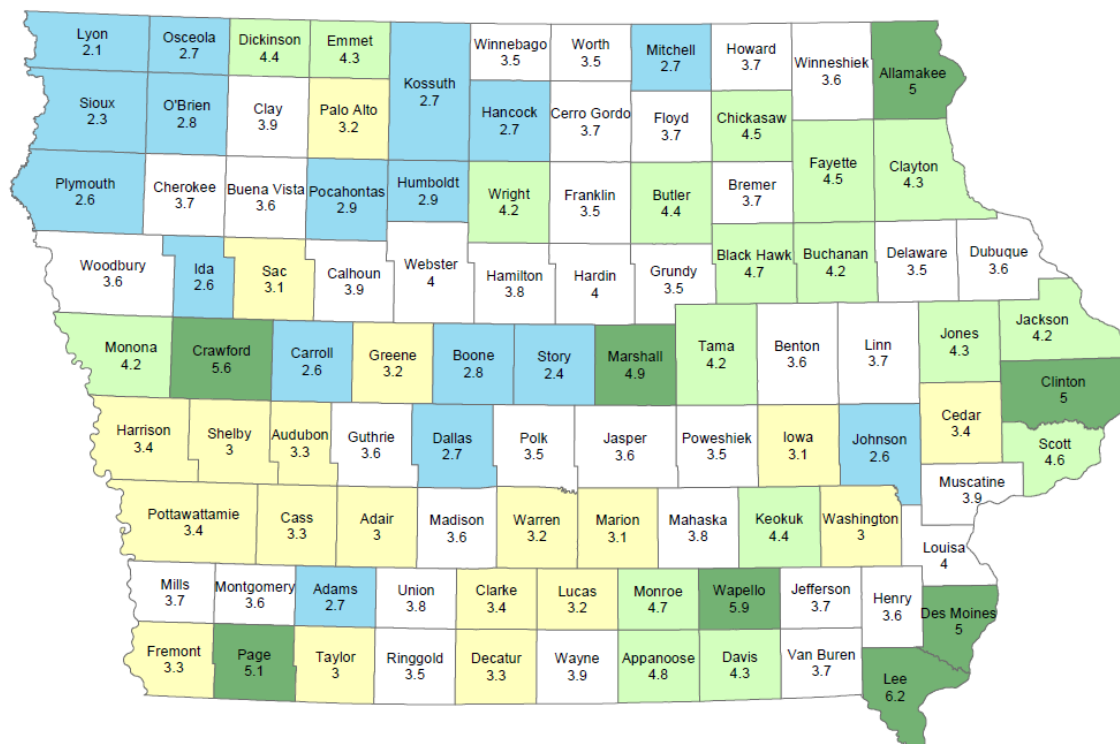 Lyon
2.1
Osceola
2.7
Dickinson
4.4
Emmet
4.3
Kossuth
2.7
Winnebago
3.5
Worth
3.5
Mitchell
2.7
Howard
3.7
Winneshiek
3.6
Allamakee
5
Sioux
2.3
O'Brien
2.8
Clay
3.9
Palo Alto
3.2
Hancock
2.7
Cerro Gordo
3.7
Floyd
3.7
Chickasaw
4.5
Fayette
4.5
Clayton
4.3
Plymouth
2.6
Cherokee
3.7
Buena Vista
3.6
Pocahontas
2.9
Humboldt
2.9
Wright
4.2
Franklin
3.5
Butler
4.4
Bremer
3.7
Woodbury
3.6
Ida
2.6
Sac
3.1
Calhoun
3.9
Webster
4
Hamilton
3.8
Hardin
4
Grundy
3.5
Black Hawk
4.7
Buchanan
4.2
Delaware
3.5
Dubuque
3.6
Monona
4.2
Crawford
5.6
Carroll
2.6
Greene
3.2
Boone
2.8
Story
2.4
Marshall
4.9
Tama
4.2
Benton
3.6
Linn
3.7
Jones
4.3
Jackson
4.2
Clinton
5
Harrison
3.4
Shelby
3
Audubon
3.3
Guthrie
3.6
Dallas
2.7
Polk
3.5
Jasper
3.6
Poweshiek
3.5
Iowa
3.1
Johnson
2.6
Cedar
3.4
Scott
4.6
Muscatine
3.9
Pottawattamie
3.4
Cass
3.3
Adair
3
Madison
3.6
Warren
3.2
Marion
3.1
Mahaska
3.8
Keokuk
4.4
Washington
3
Louisa
4
Mills
3.7
Montgomery
3.6
Adams
2.7
Union
3.8
Clarke
3.4
Lucas
3.2
Monroe
4.7
Wapello
5.9
Jefferson
3.7
Henry
3.6
Des Moines
5
Fremont
3.3
Page
5.1
Taylor
3
Ringgold
3.5
Decatur
3.3
Wayne
3.9
Appanoose
4.8
Davis
4.3
Van Buren
3.7
Lee
6.2